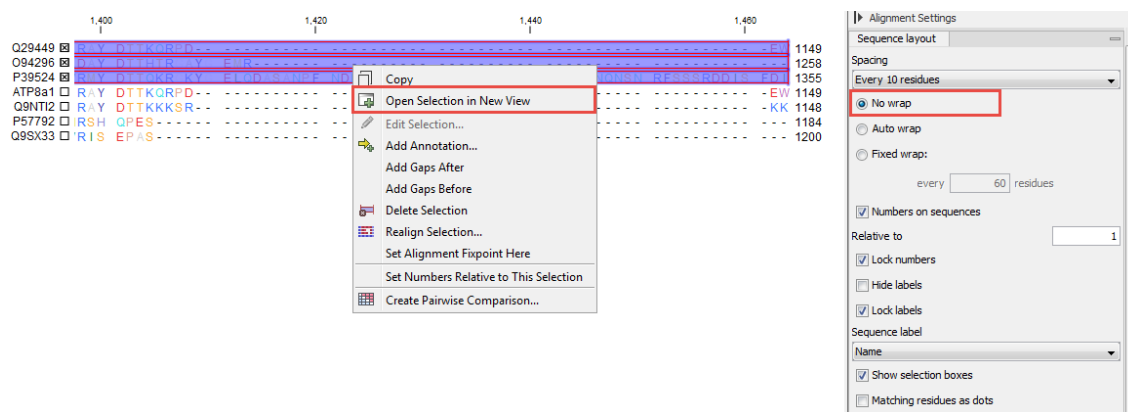 1,400 1,420 1,440 1,460
Q29449 RAY DTTKQRPD-- EW 1149
O94296 1258
P39524 1355
ATP8a1 RAY DTTKQRPD-- EW 1149
Q9NTI2 RAY DTTKKKSR-- KK 1148
P57792 RSH QPES------ 1184
Q9SX33 RIS EPAS------ 1200
Copy
Open Selection in New View
Edit Selection...
Add Annotation...
Add Gaps After
Add Gaps Before
Delete Selection
Realign Selection...
Set Alignment Fixpoint Here
Set Numbers Relative to This Selection
Create Pairwise Comparison...
Alignment Settings
Sequence layout
Spacing
Every 10 residues
No wrap
Auto wrap
Fixed wrap:
every 60 residues
Numbers on sequences
Relative to 1
Lock numbers
Hide labels
Lock labels
Sequence label
Name
Show selection boxes
Matching residues as dots